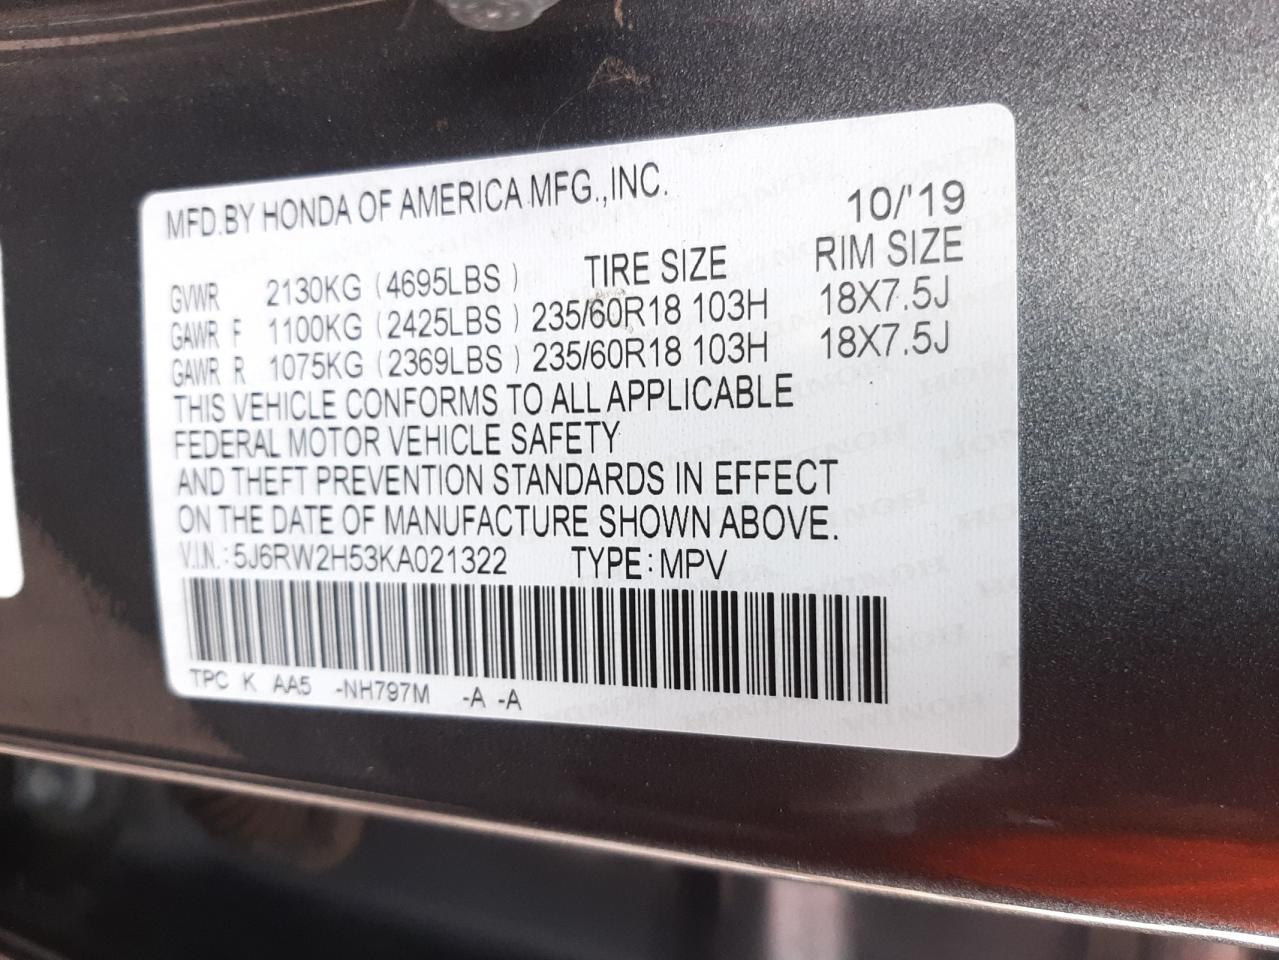 MFD.BY HONDA OF AMERICA MFG.,INC.
10/'19
TIRE SIZE RIM SIZE
GVWR 2130KG (4695LBS )
GAWR F 1100KG (2425LBS ) 235/60R18 103H 18X7.5J
GAWR R 1075KG (2369LBS ) 235/60R18 103H 18X7.5J
THIS VEHICLE CONFORMS TO ALL APPLICABLE
FEDERAL MOTOR VEHICLE SAFETY
AND THEFT PREVENTION STANDARDS IN EFFECT
ON THE DATE OF MANUFACTURE SHOWN ABOVE.
V.I.N.: 5J6RW2H53KA021322 TYPE:MPV
TPC K AA5 -NH797M -A -A